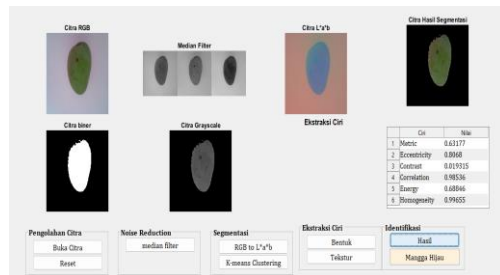 Citra RGB
Median Filter
Citra L*a*b
Citra Hasil Segmentasi
Citra biner
Citra Grayscale
Ekstraksi Ciri
Ciri Nilai
1 Metric 0.63177
2 Eccentricity 0.8068
3 Contrast 0.019315
4 Correlation 0.98536
5 Energy 0.68846
6 Homogeneity 0.99655
Pengolahan Citra
Buka Citra
Reset
Noise Reduction
median filter
Segmentasi
RGB to L*a*b
K-means Clustering
Ekstraksi Ciri
Bentuk
Tekstur
Identifikasi
Hasil
Mangga Hijau